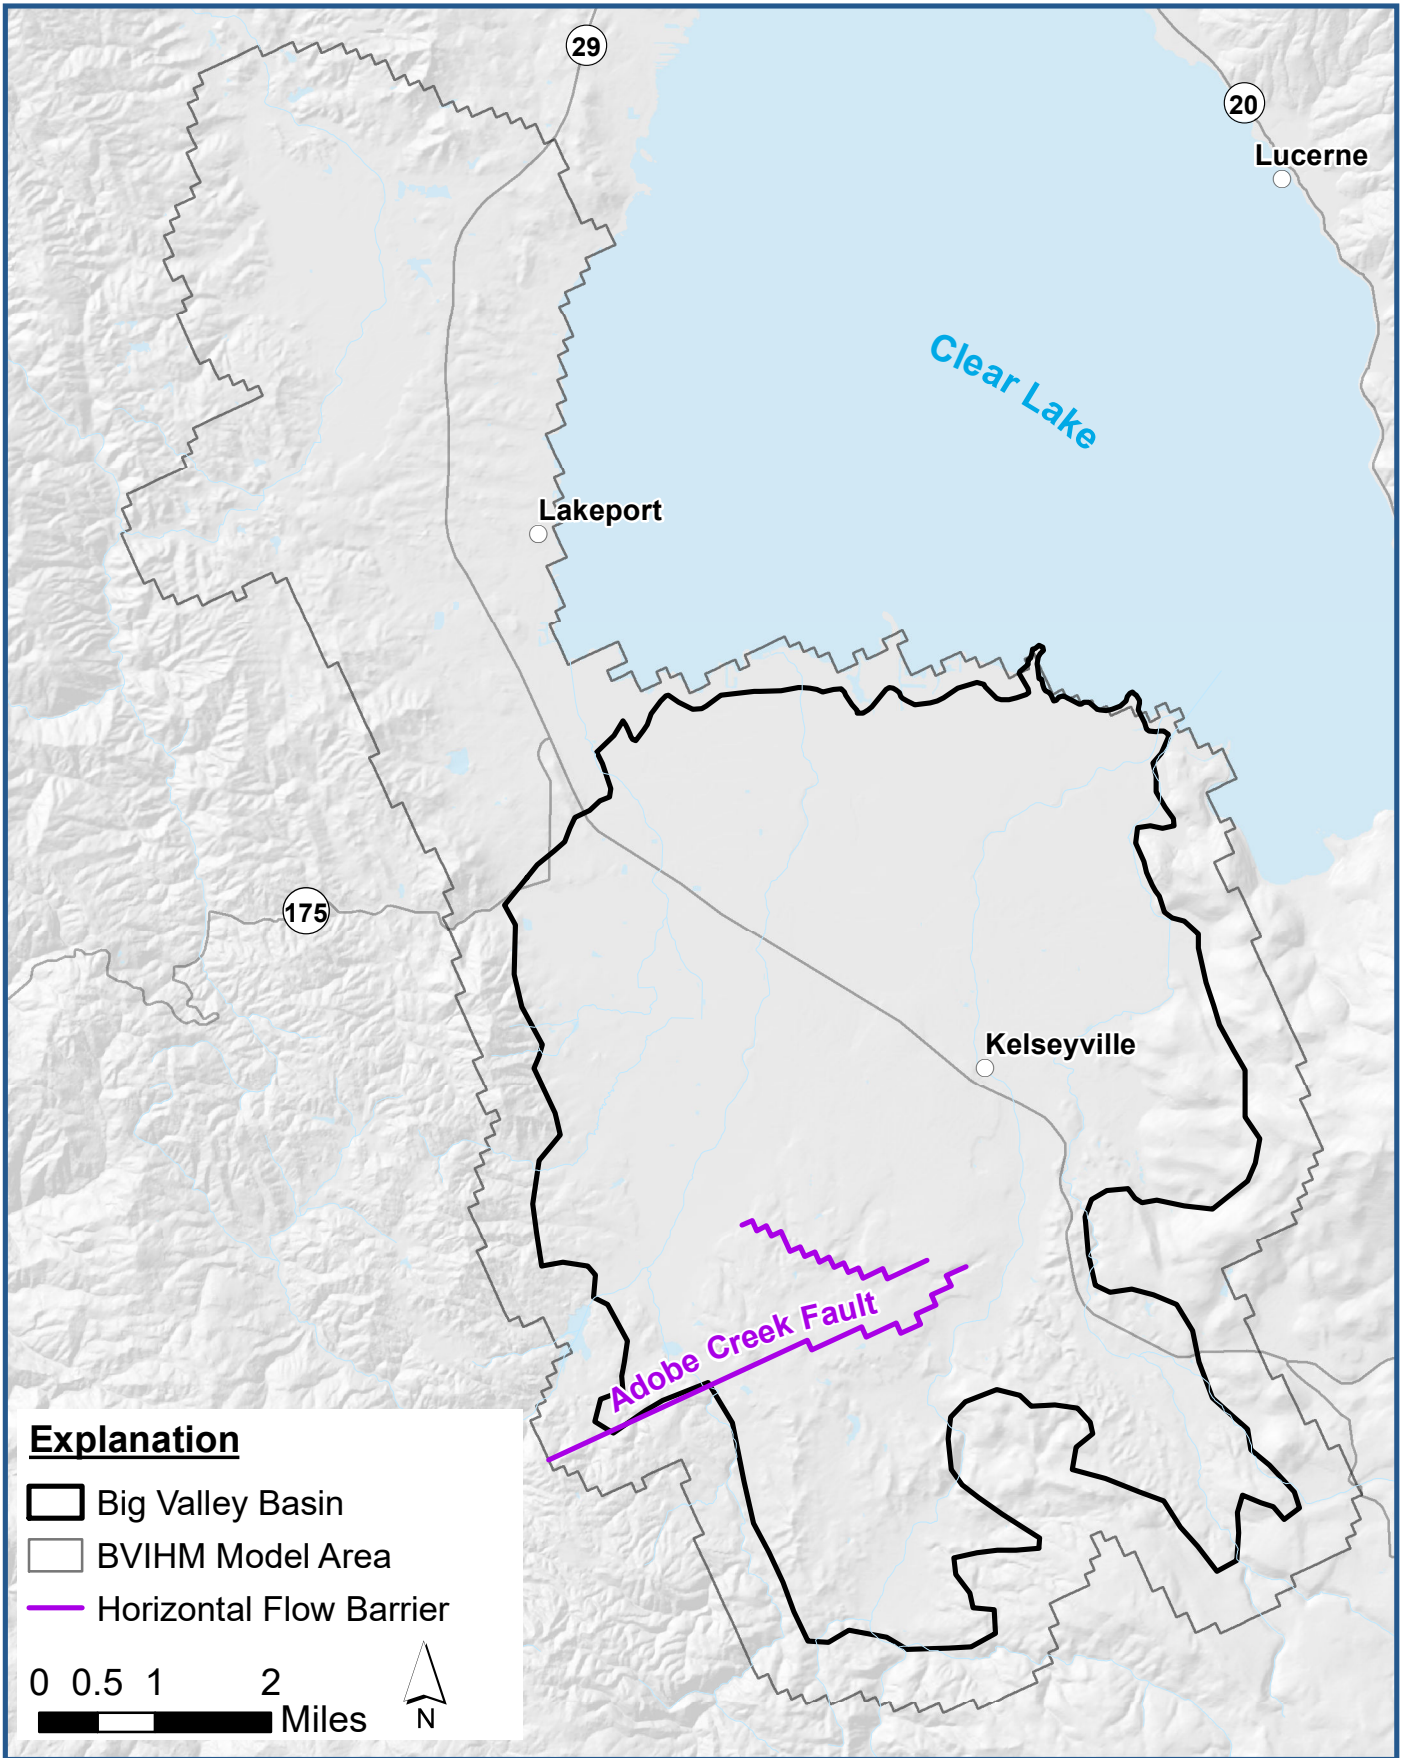 29
20
Lucerne
Clear Lake
Lakeport
175
Kelseyville
Adobe Creek Fault
Explanation
Big Valley Basin
BVIHM Model Area
Horizontal Flow Barrier
0 0.5 1 2
Miles
N